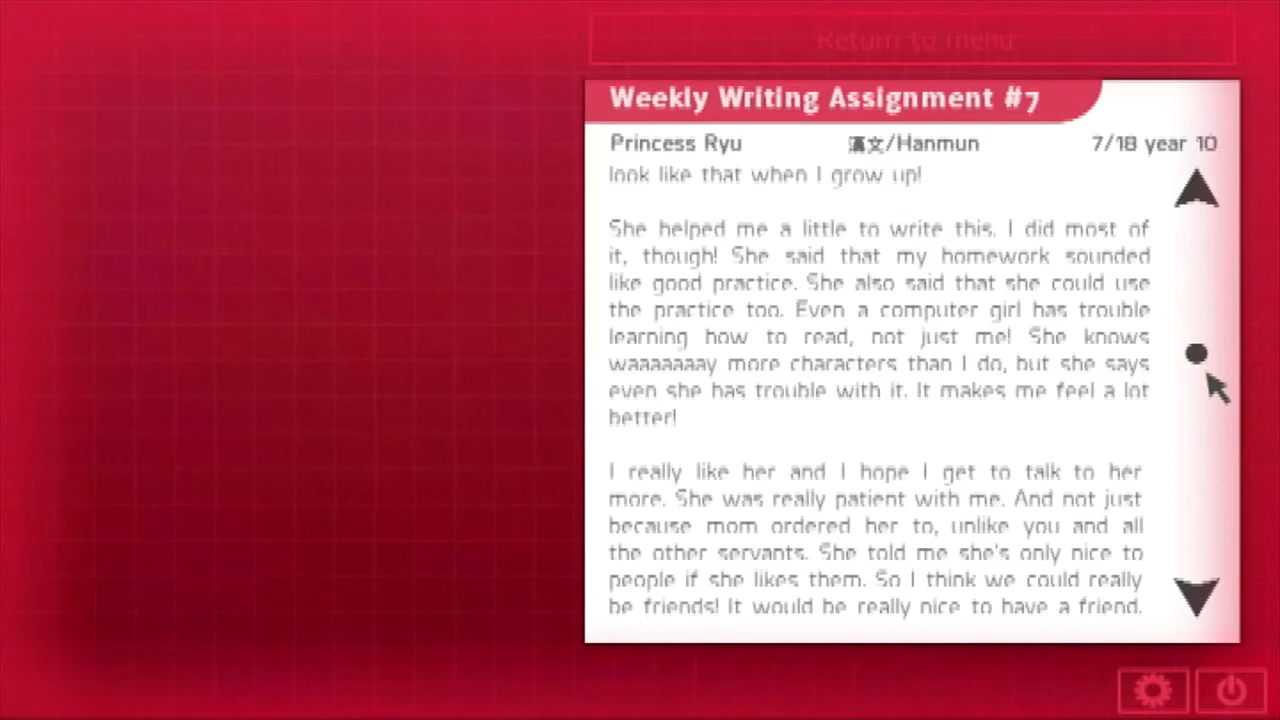 Return to menu
Weekly Writing Assignment #7
Princess Ryu 漢文/Hanmun 7/18 year 10
look like that when I grow up!
She helped me a little to write this. I did most of
it, though! She said that my homework sounded
like good practice. She also said that she could use
the practice too. Even a computer girl has trouble
learning how to read, not just me! She knows
waaaaaaay more characters than I do, but she says
even she has trouble with it. It makes me feel a lot
better!
I really like her and I hope I get to talk to her
more. She was really patient with me. And not just
because mom ordered her to, unlike you and all
the other servants. She told me she's only nice to
people if she likes them. So I think we could really
be friends! It would be really nice to have a friend.